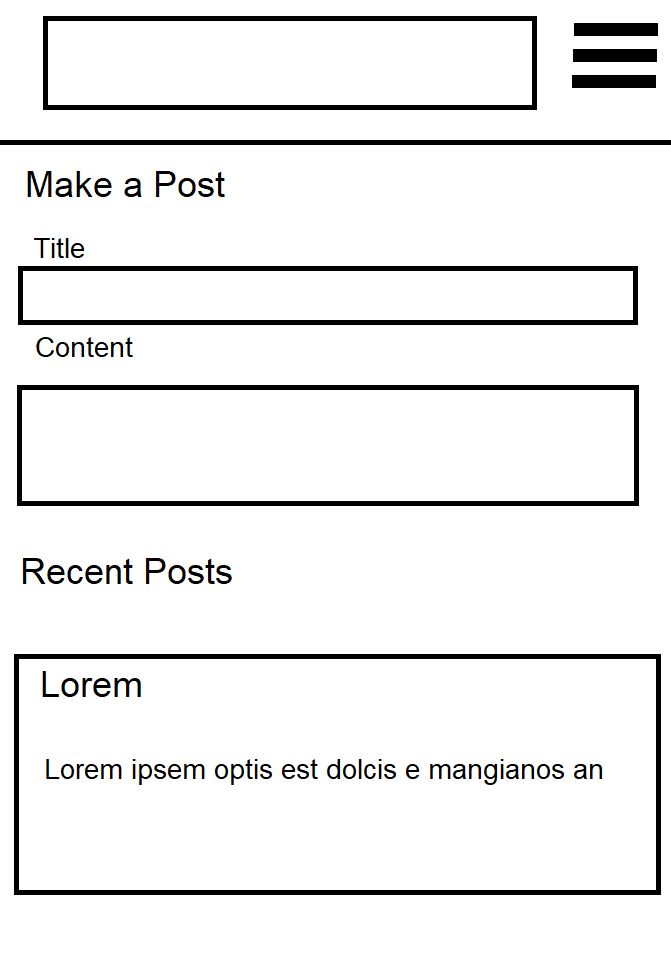 Make a Post
Title
Content
Recent Posts
Lorem
Lorem ipsem optis est dolcis e mangianos an